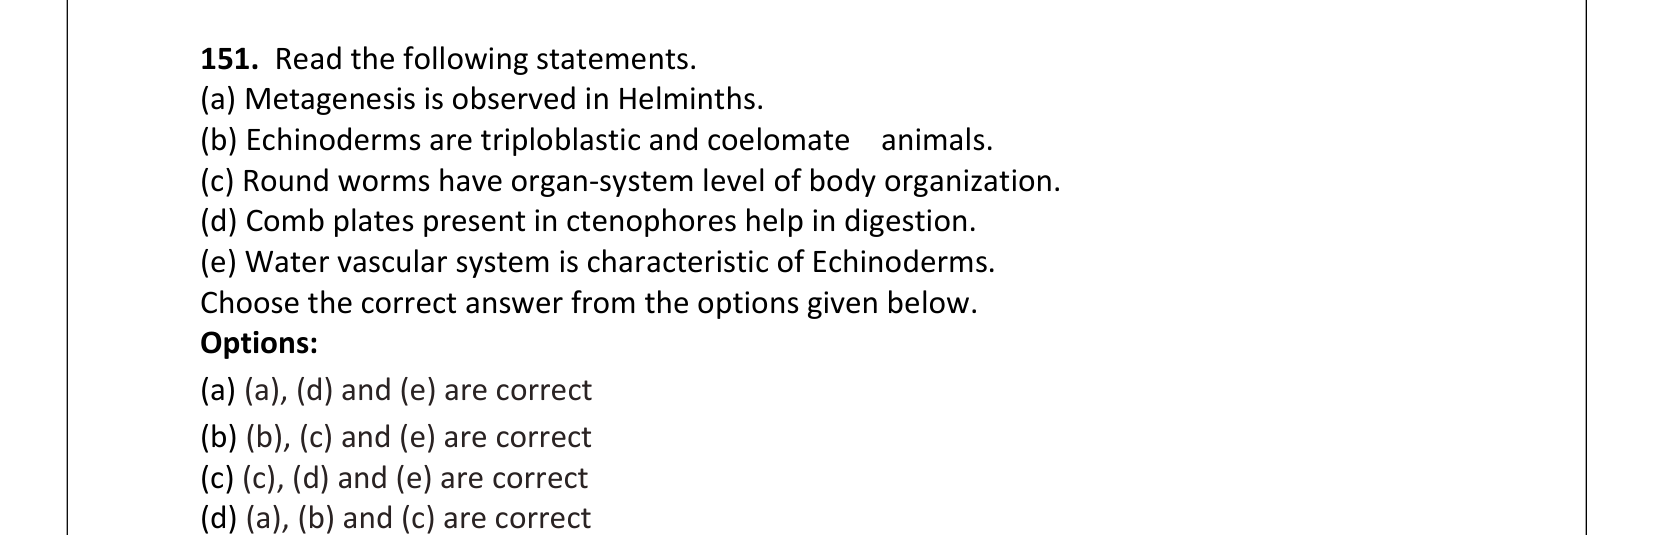 151. Read the following statements.
(a) Metagenesis is observed in Helminths.
(b) Echinoderms are triploblastic and coelomate animals.
(c) Round worms have organ-system level of body organization.
(d) Comb plates present in ctenophores help in digestion.
(e) Water vascular system is characteristic of Echinoderms.
Choose the correct answer from the options given below.
Options:
(a) (a), (d) and (e) are correct
(b) (b), (c) and (e) are correct
(c) (c), (d) and (e) are correct
(d) (a), (b) and (c) are correct